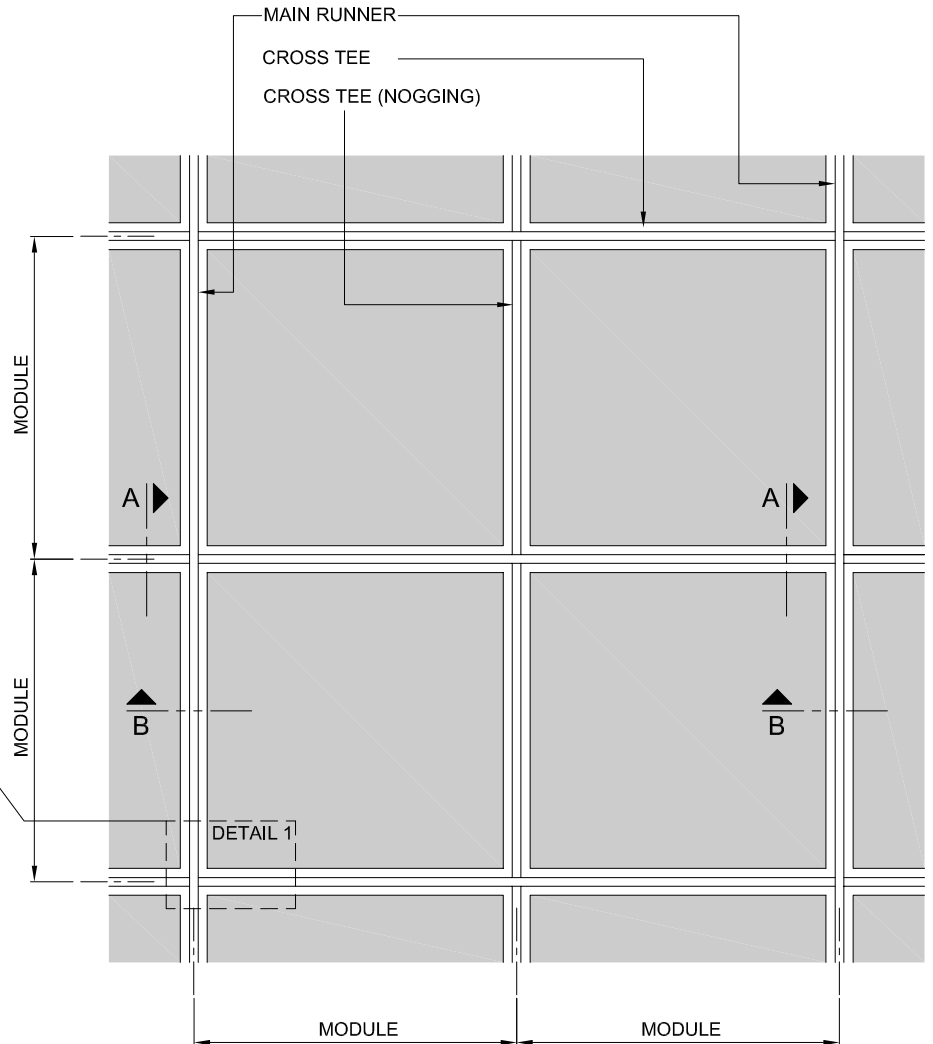 MAIN RUNNER
CROSS TEE
CROSS TEE (NOGGING)
MODULE
A
A
MODULE
B
B
DETAIL 1
MODULE
MODULE